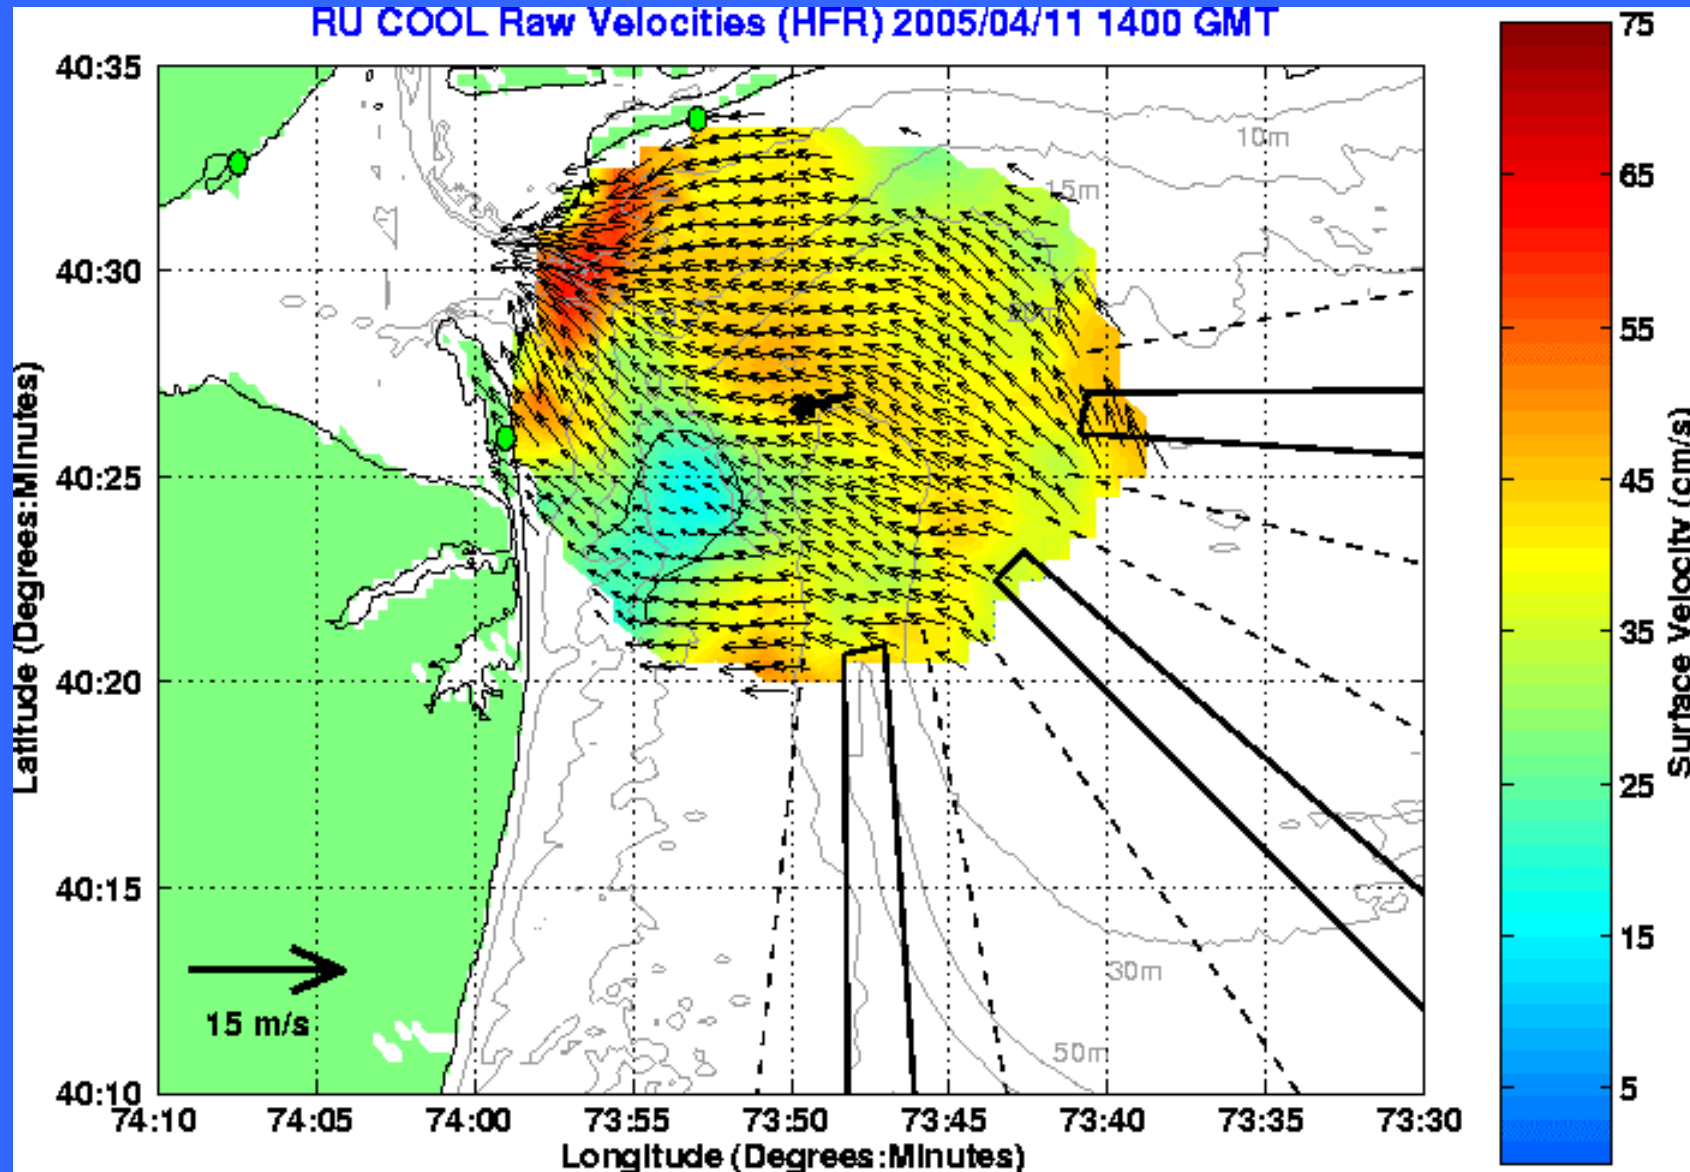 RU COOL Raw Velocities (HFR) 2005/04/11 1400 GMT
75
65
55
45
35
25
15
5
Surface Velocity (cm/s)
40:35
40:30
40:25
40:20
40:15
40:10
Latitude (Degrees:Minutes)
10m
15m
20m
30m
50m
15 m/s
74:10
74:05
74:00
73:55
73:50
73:45
73:40
73:35
73:30
Longitude (Degrees:Minutes)